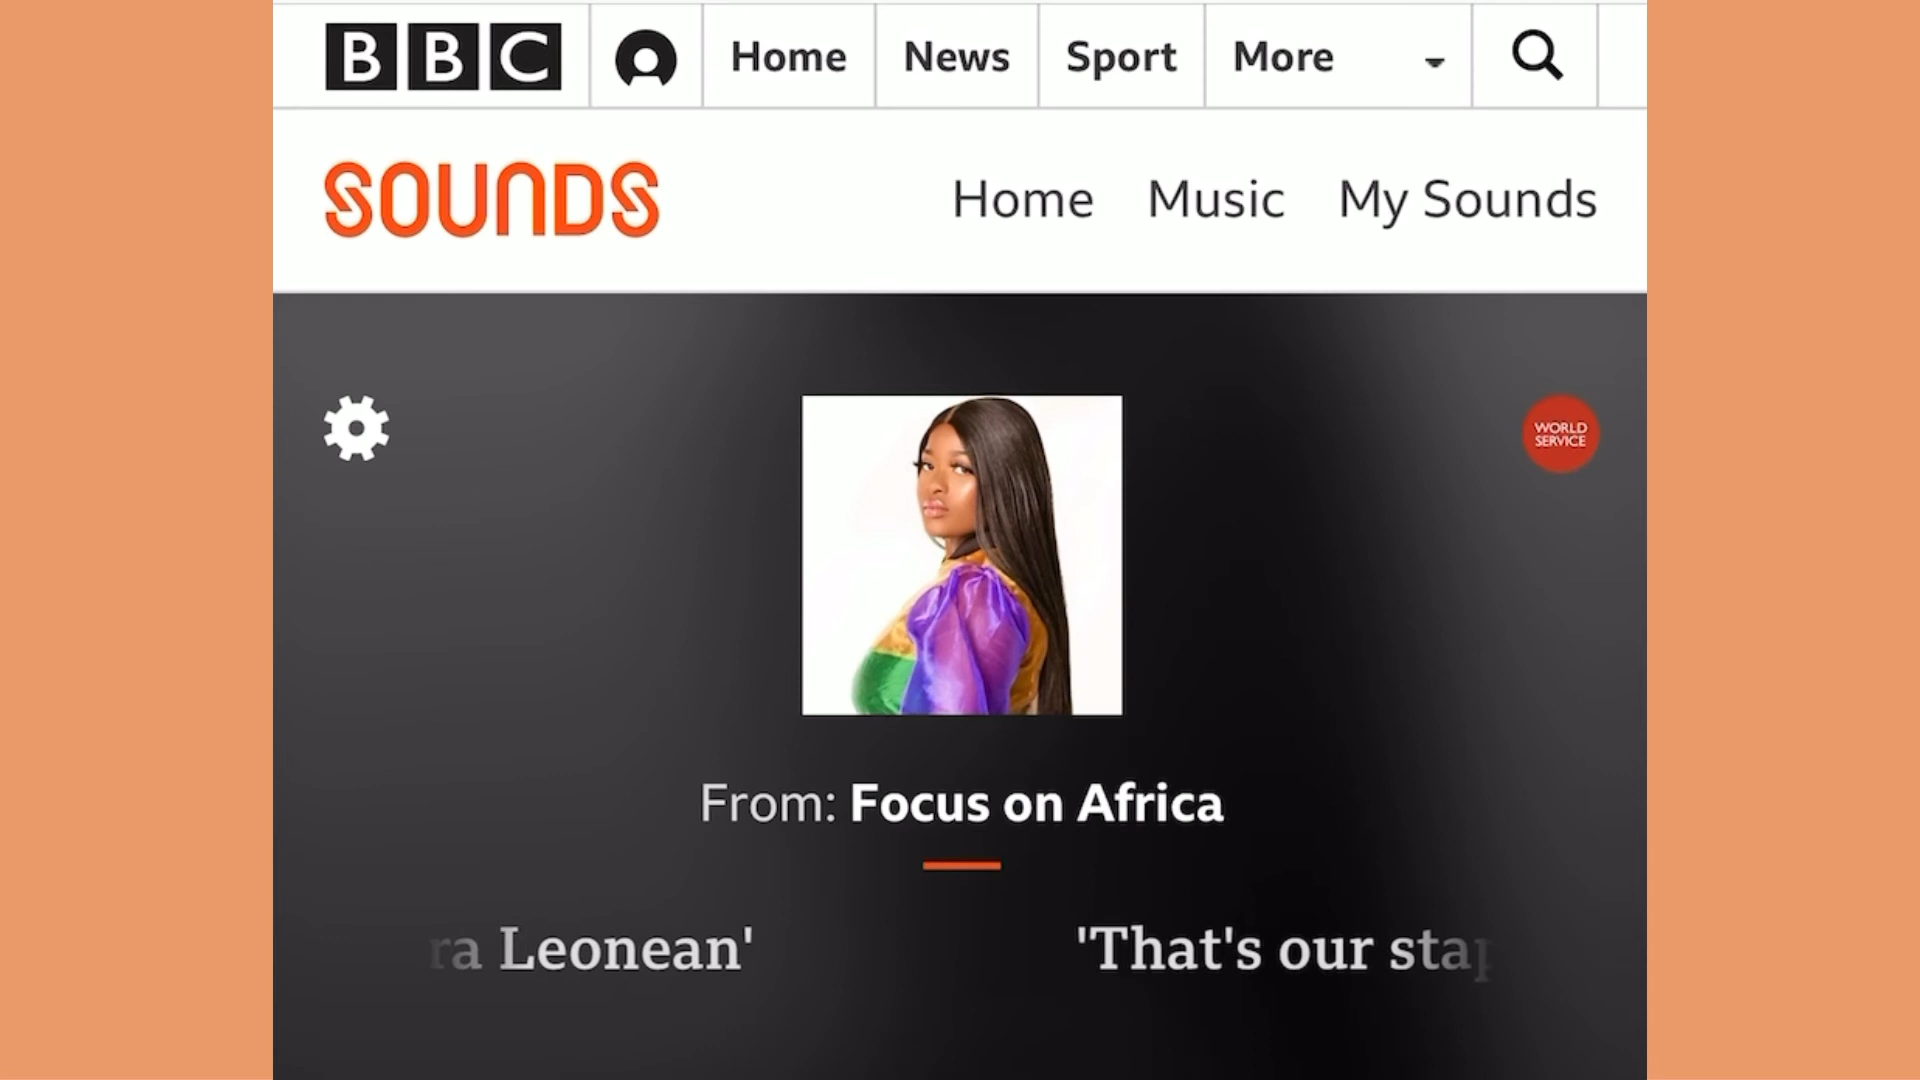 BBC Home News Sport More
SOUNDS Home Music My Sounds
WORLD
SERVICE
From: Focus on Africa
Leonean' 'That's our